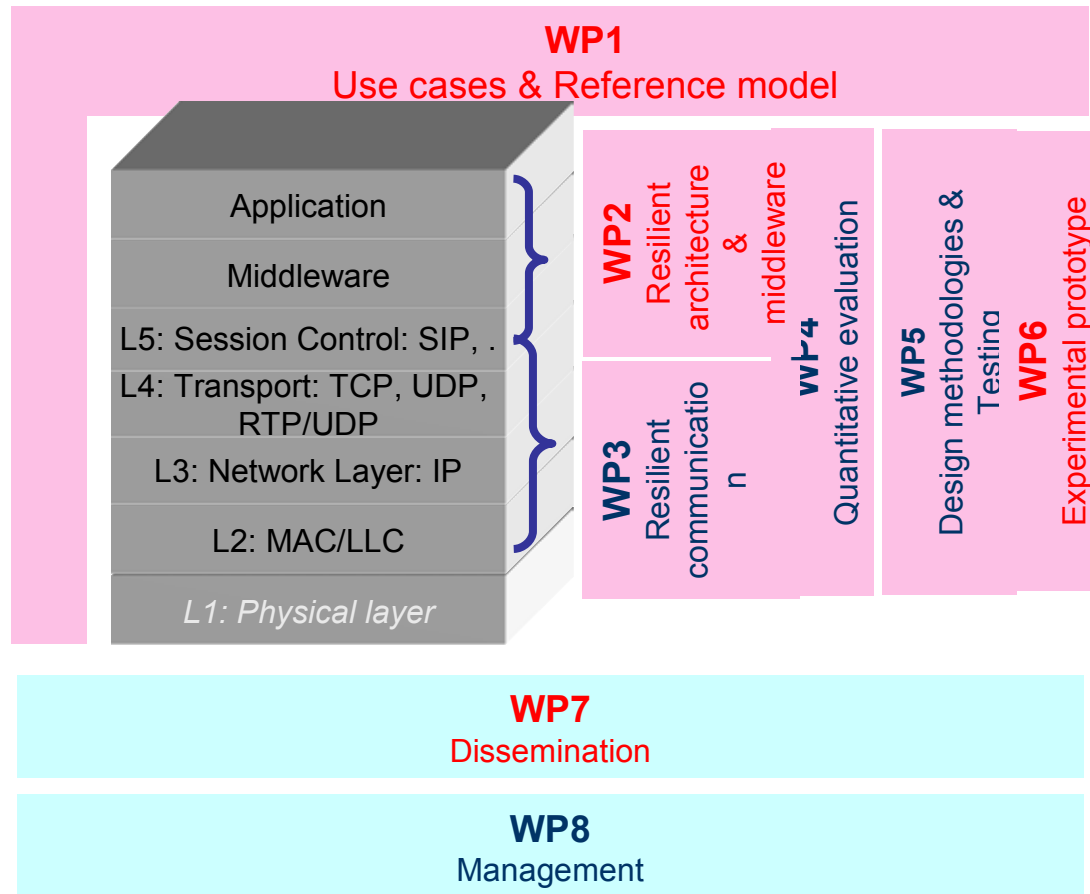 WP1
Use cases & Reference model
Application
Middleware
L5: Session Control: SIP, .
L4: Transport: TCP, UDP,
RTP/UDP
L3: Network Layer: IP
L2: MAC/LLC
L1: Physical layer
WP2
Resilient
architecture
&
middleware
WP3
Resilient
communicatio
n
WP4
Quantitative evaluation
WP5
Design methodologies &
Testing
WP6
Experimental prototype
WP7
Dissemination
WP8
Management